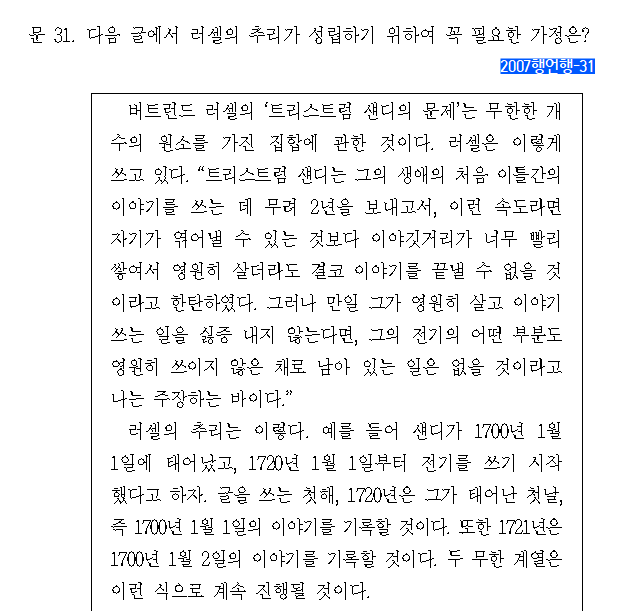 문 31. 다음 글에서 러셀의 추리가 성립하기 위하여 꼭 필요한 가정은?
2007행언행-31
버트런드 러셀의 '트리스트럼 섄디의 문제'는 무한한 개
수의 원소를 가진 집합에 관한 것이다. 러셀은 이렇게
쓰고 있다. “트리스트럼 섄디는 그의 생애의 처음 이틀간의
이야기를 쓰는 데 무려 2년을 보내고서, 이런 속도라면
자기가 엮어낼 수 있는 것보다 이야깃거리가 너무 빨리
쌓여서 영원히 살더라도 결코 이야기를 끝낼 수 없을 것
이라고 한탄하였다. 그러나 만일 그가 영원히 살고 이야기
쓰는 일을 싫증 내지 않는다면, 그의 전기의 어떤 부분도
영원히 쓰이지 않은 채로 남아 있는 일은 없을 것이라고
나는 주장하는 바이다.”
러셀의 추리는 이렇다. 예를 들어 섄디가 1700년 1월
1일에 태어났고, 1720년 1월 1일부터 전기를 쓰기 시작
했다고 하자. 글을 쓰는 첫해, 1720년은 그가 태어난 첫날,
즉 1700년 1월 1일의 이야기를 기록할 것이다. 또한 1721년은
1700년 1월 2일의 이야기를 기록할 것이다. 두 무한 계열은
이런 식으로 계속 진행될 것이다.